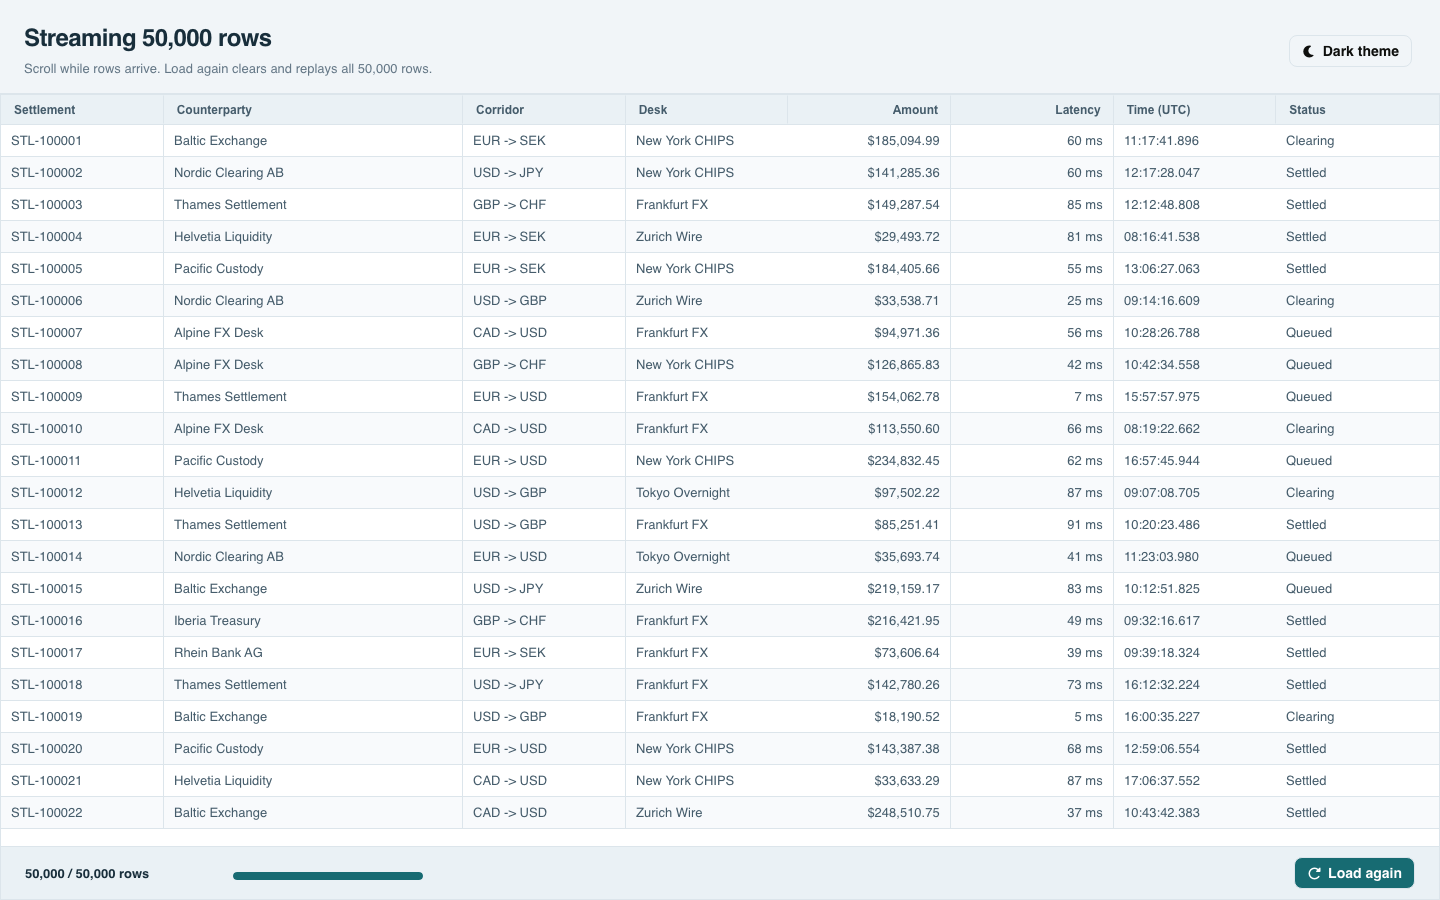 Streaming 50,000 rows
Scroll while rows arrive. Load again clears and replays all 50,000 rows.
Dark theme
Settlement Counterparty Corridor Desk Amount Latency Time (UTC) Status
STL-100001 Baltic Exchange EUR -> SEK New York CHIPS $185,094.99 60 ms 11:17:41.896 Clearing
STL-100002 Nordic Clearing AB USD -> JPY New York CHIPS $141,285.36 60 ms 12:17:28.047 Settled
STL-100003 Thames Settlement GBP -> CHF Frankfurt FX $149,287.54 85 ms 12:12:48.808 Settled
STL-100004 Helvetia Liquidity EUR -> SEK Zurich Wire $29,493.72 81 ms 08:16:41.538 Settled
STL-100005 Pacific Custody EUR -> SEK New York CHIPS $184,405.66 55 ms 13:06:27.063 Settled
STL-100006 Nordic Clearing AB USD -> GBP Zurich Wire $33,538.71 25 ms 09:14:16.609 Clearing
STL-100007 Alpine FX Desk CAD -> USD Frankfurt FX $94,971.36 56 ms 10:28:26.788 Queued
STL-100008 Alpine FX Desk GBP -> CHF New York CHIPS $126,865.83 42 ms 10:42:34.558 Queued
STL-100009 Thames Settlement EUR -> USD Frankfurt FX $154,062.78 7 ms 15:57:57.975 Queued
STL-100010 Alpine FX Desk CAD -> USD Frankfurt FX $113,550.60 66 ms 08:19:22.662 Clearing
STL-100011 Pacific Custody EUR -> USD New York CHIPS $234,832.45 62 ms 16:57:45.944 Queued
STL-100012 Helvetia Liquidity USD -> GBP Tokyo Overnight $97,502.22 87 ms 09:07:08.705 Clearing
STL-100013 Thames Settlement USD -> GBP Frankfurt FX $85,251.41 91 ms 10:20:23.486 Settled
STL-100014 Nordic Clearing AB EUR -> USD Tokyo Overnight $35,693.74 41 ms 11:23:03.980 Queued
STL-100015 Baltic Exchange USD -> JPY Zurich Wire $219,159.17 83 ms 10:12:51.825 Queued
STL-100016 Iberia Treasury GBP -> CHF Frankfurt FX $216,421.95 49 ms 09:32:16.617 Settled
STL-100017 Rhein Bank AG EUR -> SEK Frankfurt FX $73,606.64 39 ms 09:39:18.324 Settled
STL-100018 Thames Settlement USD -> JPY Frankfurt FX $142,780.26 73 ms 16:12:32.224 Settled
STL-100019 Baltic Exchange USD -> GBP Frankfurt FX $18,190.52 5 ms 16:00:35.227 Clearing
STL-100020 Pacific Custody EUR -> USD New York CHIPS $143,387.38 68 ms 12:59:06.554 Settled
STL-100021 Helvetia Liquidity CAD -> USD New York CHIPS $33,633.29 87 ms 17:06:37.552 Settled
STL-100022 Baltic Exchange CAD -> USD Zurich Wire $248,510.75 37 ms 10:43:42.383 Settled
50,000 / 50,000 rows
Load again